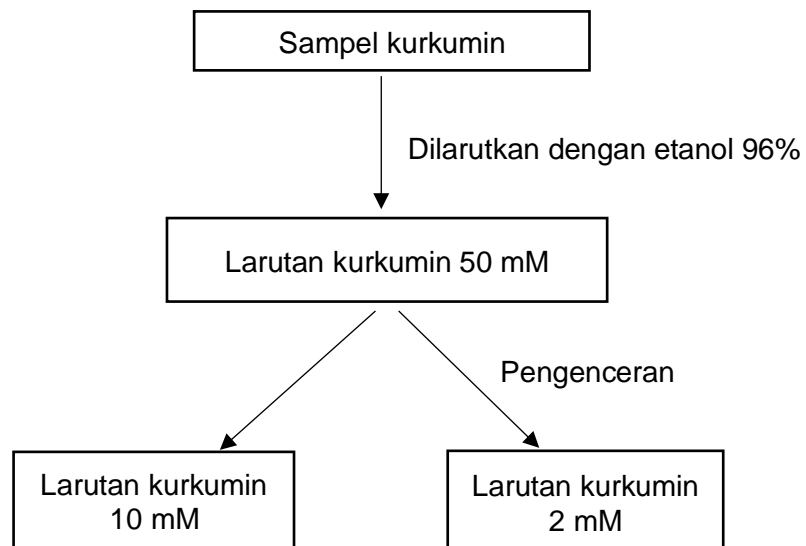 Sampel kurkumin
Dilarutkan dengan etanol 96%
Larutan kurkumin 50 mM
Pengenceran
Larutan kurkumin
10 mM
Larutan kurkumin
2 mM